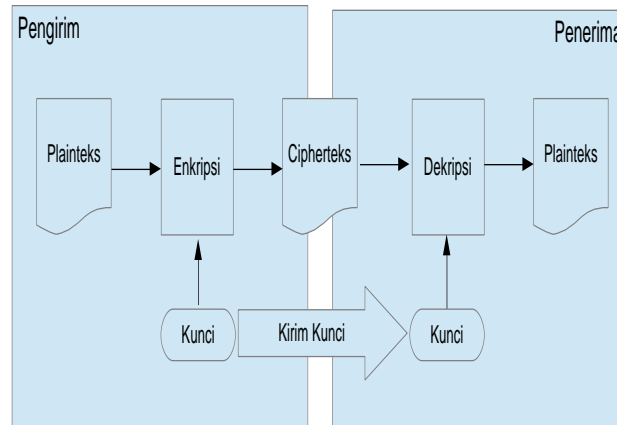 Pengirim
Penerima
Plainteks
Enkripsi
Cipherteks
Dekripsi
Plainteks
Kunci
Kirim Kunci
Kunci